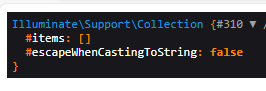 Illuminate\Support\Collection {#310 ▼
  #items: []
  #escapeWhenCastingToString: false
}